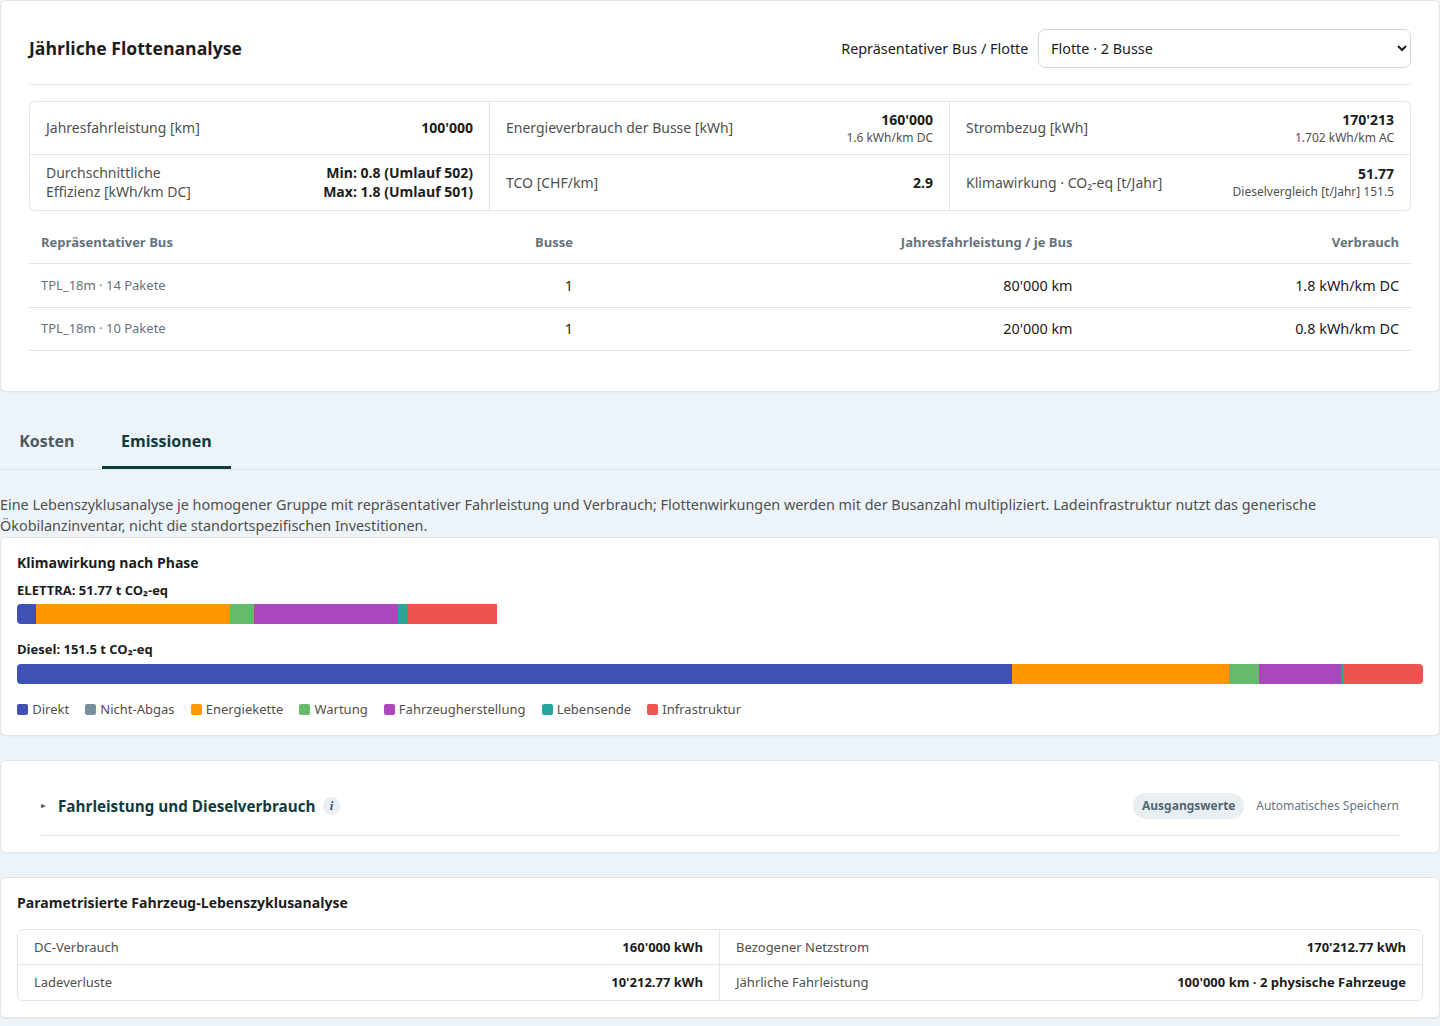 Jährliche Flottenanalyse
Repräsentativer Bus / Flotte
Flotte · 2 Busse
Jahresfahrleistung [km]
100'000
Energieverbrauch der Busse [kWh]
160'000
1.6 kWh/km DC
Strombezug [kWh]
170'213
1.702 kWh/km AC
Durchschnittliche
Effizienz [kWh/km DC]
Min: 0.8 (Umlauf 502)
Max: 1.8 (Umlauf 501)
TCO [CHF/km]
2.9
Klimawirkung · CO₂-eq [t/Jahr]
51.77
Dieselvergleich [t/Jahr] 151.5
Repräsentativer Bus
Busse
Jahresfahrleistung / je Bus
Verbrauch
TPL_18m · 14 Pakete
1
80'000 km
1.8 kWh/km DC
TPL_18m · 10 Pakete
1
20'000 km
0.8 kWh/km DC
Kosten
Emissionen
Eine Lebenszyklusanalyse je homogener Gruppe mit repräsentativer Fahrleistung und Verbrauch; Flottenwirkungen werden mit der Busanzahl multipliziert. Ladeinfrastruktur nutzt das generische
Ökobilanzinventar, nicht die standortspezifischen Investitionen.
Klimawirkung nach Phase
ELETTRA: 51.77 t CO₂-eq
Diesel: 151.5 t CO₂-eq
Direkt
Nicht-Abgas
Energiekette
Wartung
Fahrzeugherstellung
Lebensende
Infrastruktur
Fahrleistung und Dieselverbrauch
i
Ausgangswerte
Automatisches Speichern
Parametrisierte Fahrzeug-Lebenszyklusanalyse
DC-Verbrauch
160'000 kWh
Bezogener Netzstrom
170'212.77 kWh
Ladeverluste
10'212.77 kWh
Jährliche Fahrleistung
100'000 km · 2 physische Fahrzeuge